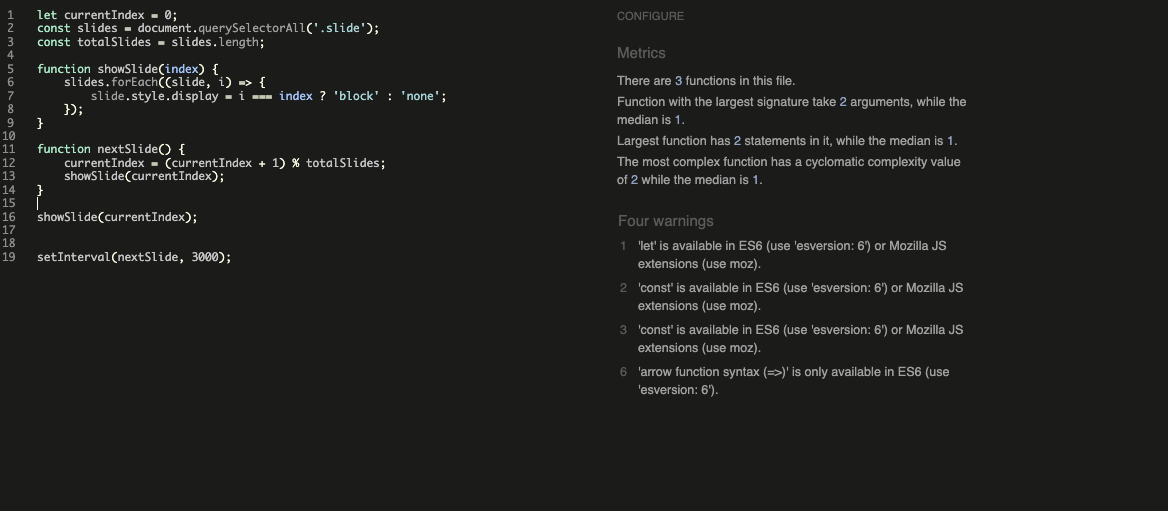 1 let currentIndex = 0;
2 const slides = document.querySelectorAll('.slide');
3 const totalSlides = slides.length;
4
5 function showSlide(index) {
6     slides.forEach((slide, i) => {
7         slide.style.display = i === index ? 'block' : 'none';
8     });
9 }
10
11 function nextSlide() {
12     currentIndex = (currentIndex + 1) % totalSlides;
13     showSlide(currentIndex);
14 }
15
16 showSlide(currentIndex);
17
18
19 setInterval(nextSlide, 3000);
CONFIGURE
Metrics
There are 3 functions in this file.
Function with the largest signature take 2 arguments, while the
median is 1.
Largest function has 2 statements in it, while the median is 1.
The most complex function has a cyclomatic complexity value
of 2 while the median is 1.
Four warnings
1 'let' is available in ES6 (use 'esversion: 6') or Mozilla JS
extensions (use moz).
2 'const' is available in ES6 (use 'esversion: 6') or Mozilla JS
extensions (use moz).
3 'const' is available in ES6 (use 'esversion: 6') or Mozilla JS
extensions (use moz).
6 'arrow function syntax (=>)' is only available in ES6 (use
'esversion: 6').